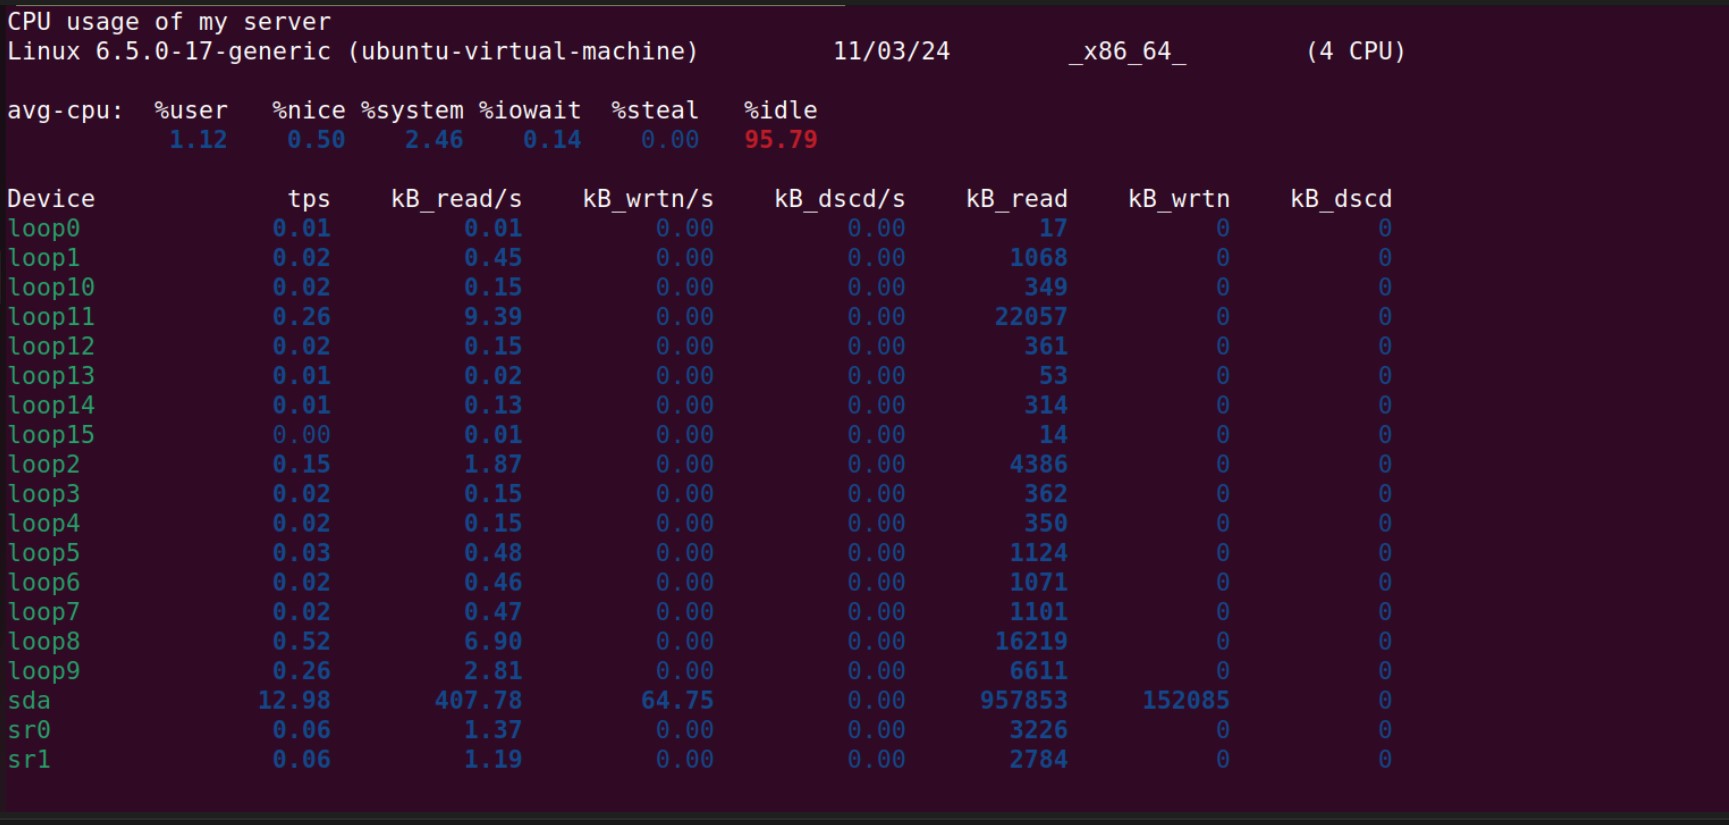 CPU usage of my server
Linux 6.5.0-17-generic (ubuntu-virtual-machine) 11/03/24 _x86_64_ (4 CPU)
avg-cpu: %user %nice %system %iowait %steal %idle
1.12 0.50 2.46 0.14 0.00 95.79
Device tps kB_read/s kB_wrtn/s kB_dscd/s kB_read kB_wrtn kB_dscd
loop0 0.01 0.01 0.00 0.00 17 0 0
loop1 0.02 0.45 0.00 0.00 1068 0 0
loop10 0.02 0.15 0.00 0.00 349 0 0
loop11 0.26 9.39 0.00 0.00 22057 0 0
loop12 0.02 0.15 0.00 0.00 361 0 0
loop13 0.01 0.02 0.00 0.00 53 0 0
loop14 0.01 0.13 0.00 0.00 314 0 0
loop15 0.00 0.01 0.00 0.00 14 0 0
loop2 0.15 1.87 0.00 0.00 4386 0 0
loop3 0.02 0.15 0.00 0.00 362 0 0
loop4 0.02 0.15 0.00 0.00 350 0 0
loop5 0.03 0.48 0.00 0.00 1124 0 0
loop6 0.02 0.46 0.00 0.00 1071 0 0
loop7 0.02 0.47 0.00 0.00 1101 0 0
loop8 0.52 6.90 0.00 0.00 16219 0 0
loop9 0.26 2.81 0.00 0.00 6611 0 0
sda 12.98 407.78 64.75 0.00 957853 152085 0
sr0 0.06 1.37 0.00 0.00 3226 0 0
sr1 0.06 1.19 0.00 0.00 2784 0 0